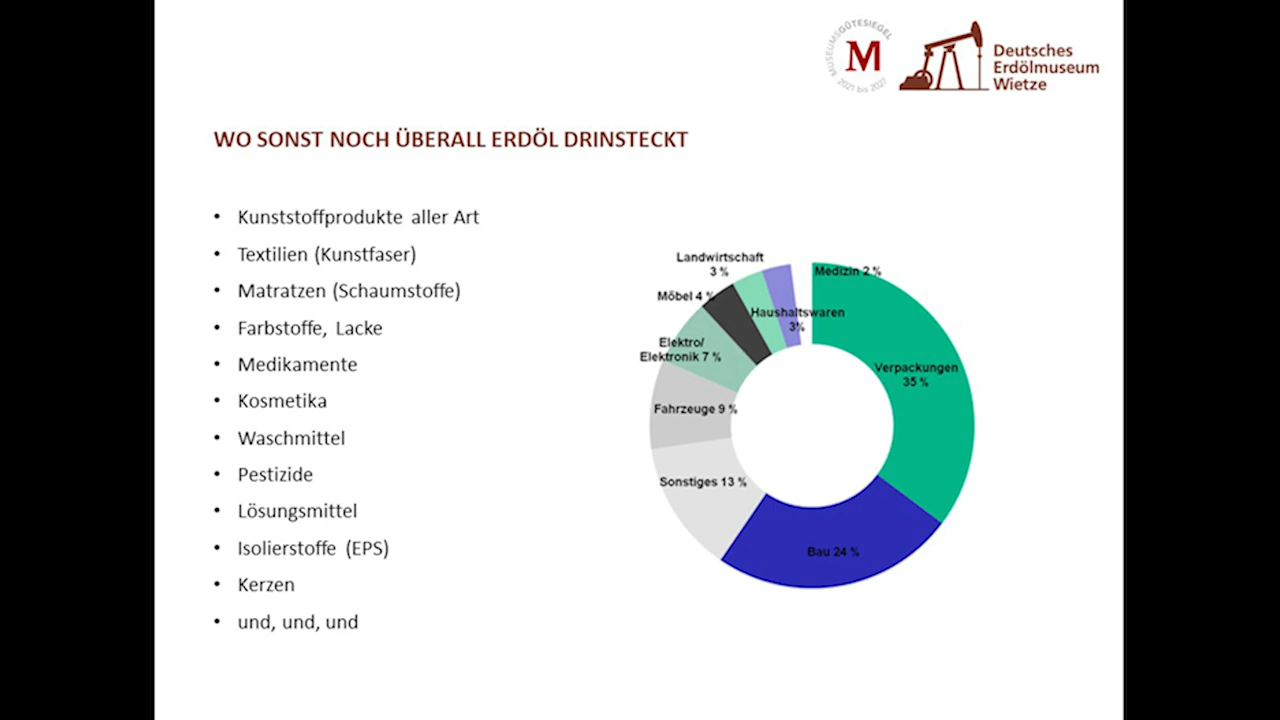 MUSEUMSGÜTESIEGEL
M
2021 bis 2027
Deutsches
Erdölmuseum
Wietze
WO SONST NOCH ÜBERALL ERDÖL DRINSTECKT
• Kunststoffprodukte aller Art
• Textilien (Kunstfaser)
• Matratzen (Schaumstoffe)
• Farbstoffe, Lacke
• Medikamente
• Kosmetika
• Waschmittel
• Pestizide
• Lösungsmittel
• Isolierstoffe (EPS)
• Kerzen
• und, und, und
Landwirtschaft
3 %
Medizin 2 %
Möbel 4 %
Haushaltswaren
3%
Elektro/
Elektronik 7 %
Verpackungen
35 %
Fahrzeuge 9 %
Sonstiges 13 %
Bau 24 %